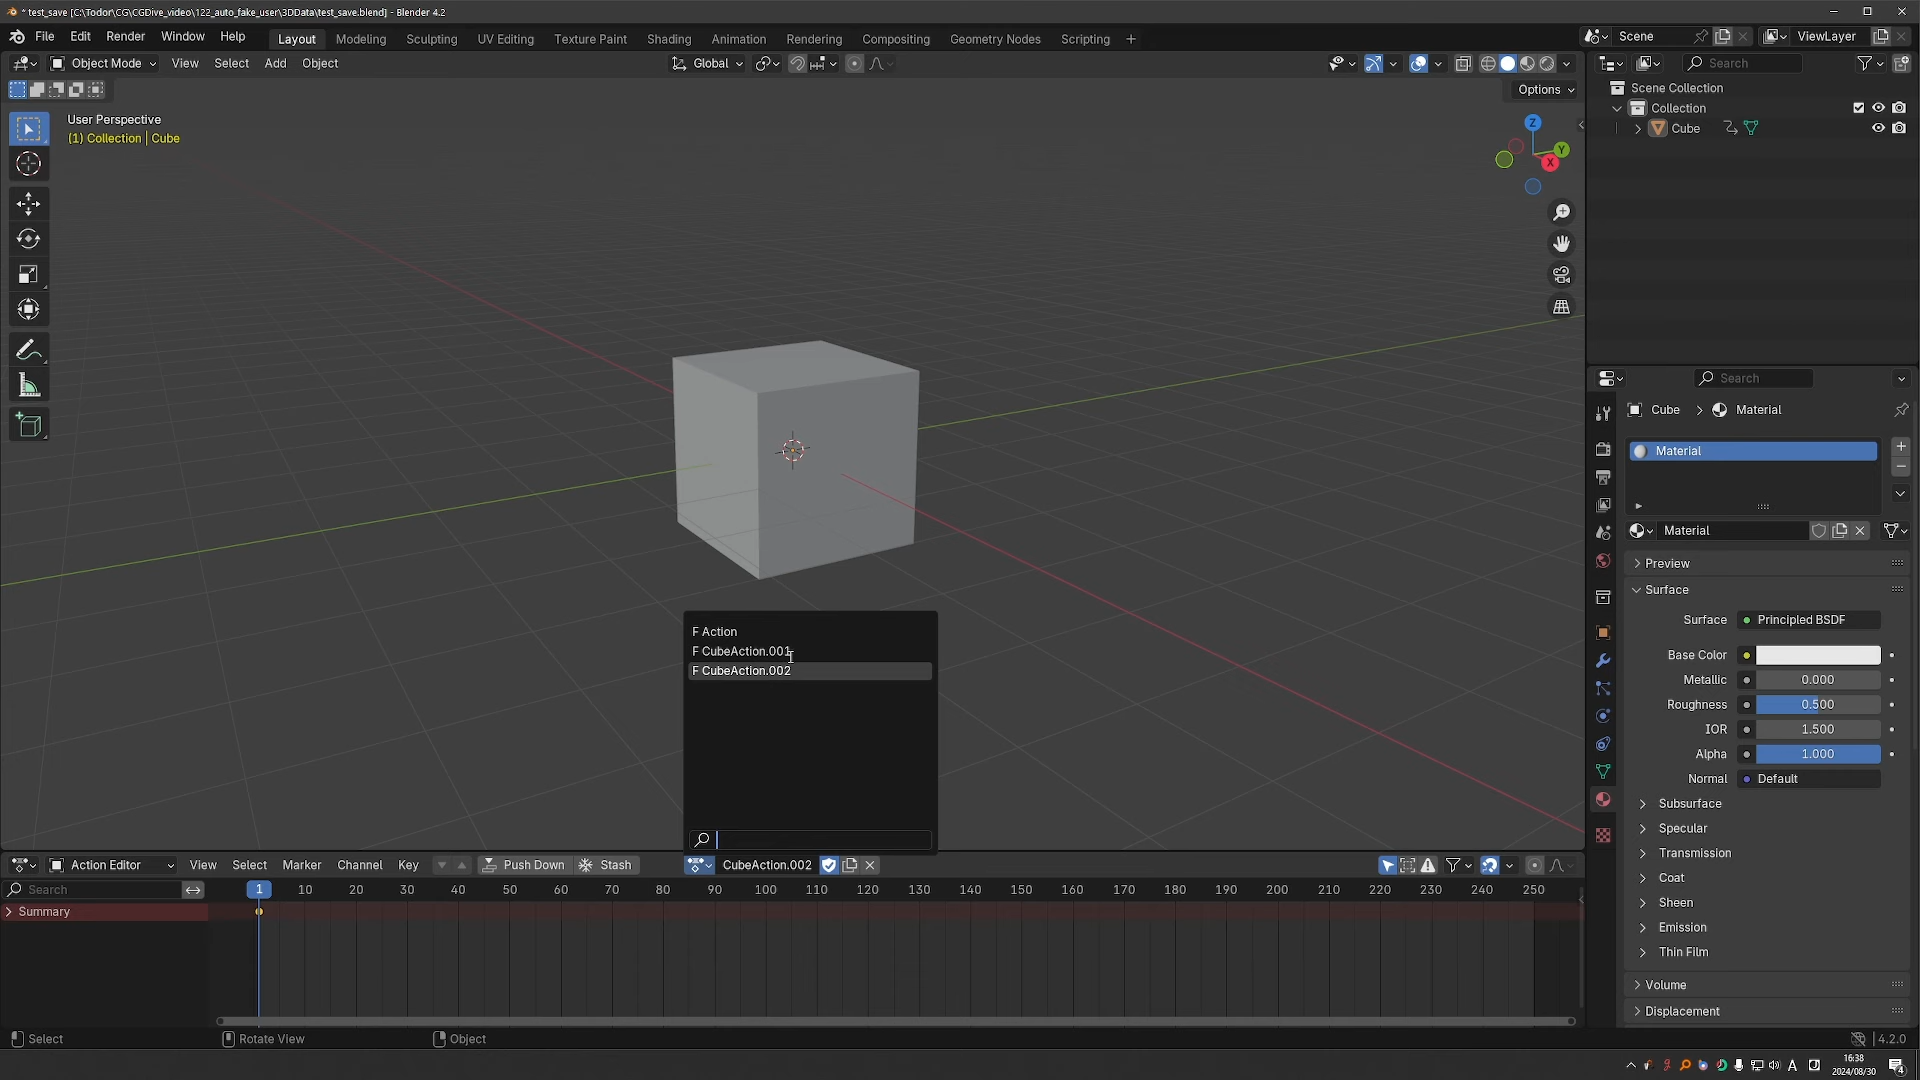 * test_save [C:\Todor\CG\CGDive_video\122_auto_fake_user\3DData\test_save.blend] - Blender 4.2
File Edit Render Window Help Layout Modeling Sculpting UV Editing Texture Paint Shading Animation Rendering Compositing Geometry Nodes Scripting + Scene ViewLayer
Object Mode View Select Add Object Global Search
Options
User Perspective
(1) Collection | Cube
Z
Y
X
Scene Collection
Collection
Cube
Search
Cube > Material
Material
Material
Preview
Surface
Surface Principled BSDF
Base Color
Metallic 0.000
Roughness 0.500
IOR 1.500
Alpha 1.000
Normal Default
Subsurface
Specular
Transmission
Coat
Sheen
Emission
Thin Film
Volume
Displacement
F Action
F CubeAction.001
F CubeAction.002
Action Editor View Select Marker Channel Key Push Down Stash CubeAction.002
Search 1 10 20 30 40 50 60 70 80 90 100 110 120 130 140 150 160 170 180 190 200 210 220 230 240 250
Summary
Select Rotate View Object 4.2.0
A 16:38
2024/08/30
4